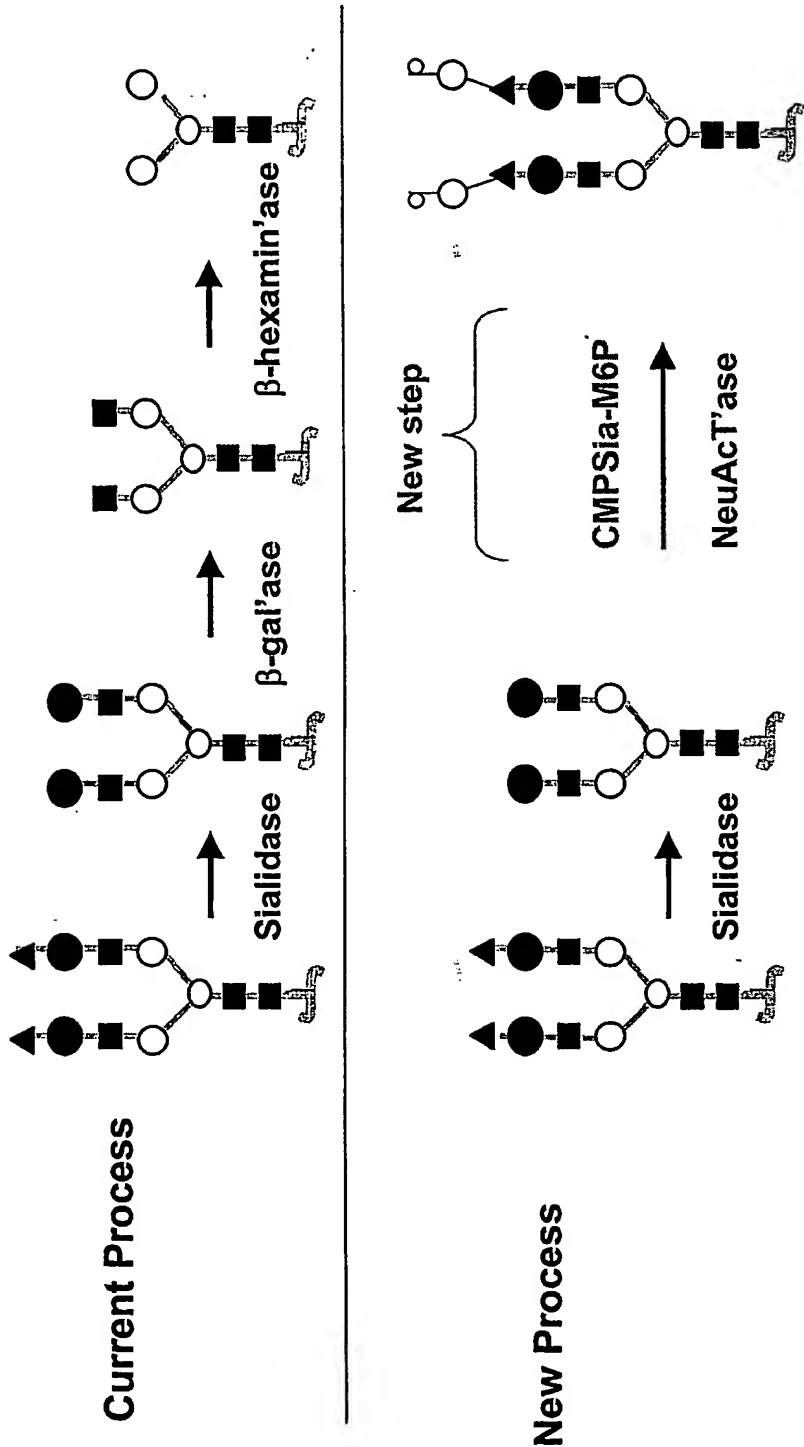 Current Process
Sialidase
β-gal'ase
β-hexamin'ase
New Process
Sialidase
New step
CMPSia-M6P
NeuAcT'ase
p
p